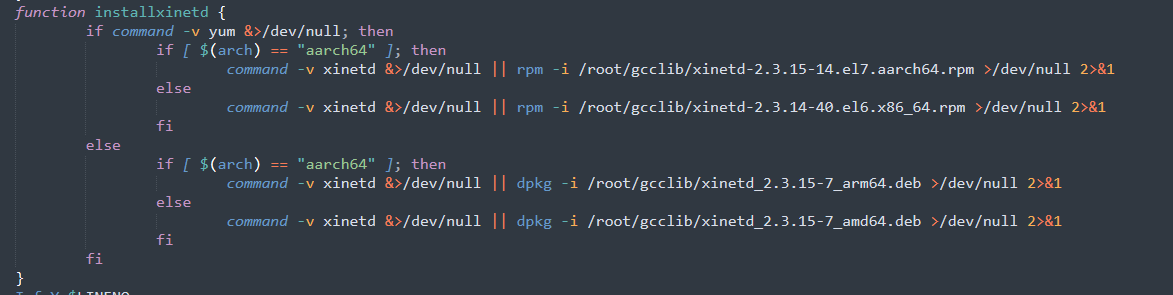 function installxinetd {
if command -v yum &>/dev/null; then
if [ $(arch) == "aarch64" ]; then
command -v xinetd &>/dev/null || rpm -i /root/gcclib/xinetd-2.3.15-14.el7.aarch64.rpm >/dev/null 2>&1
else
command -v xinetd &>/dev/null || rpm -i /root/gcclib/xinetd-2.3.14-40.el6.x86_64.rpm >/dev/null 2>&1
fi
else
if [ $(arch) == "aarch64" ]; then
command -v xinetd &>/dev/null || dpkg -i /root/gcclib/xinetd_2.3.15-7_arm64.deb >/dev/null 2>&1
else
command -v xinetd &>/dev/null || dpkg -i /root/gcclib/xinetd_2.3.15-7_amd64.deb >/dev/null 2>&1
fi
fi
}